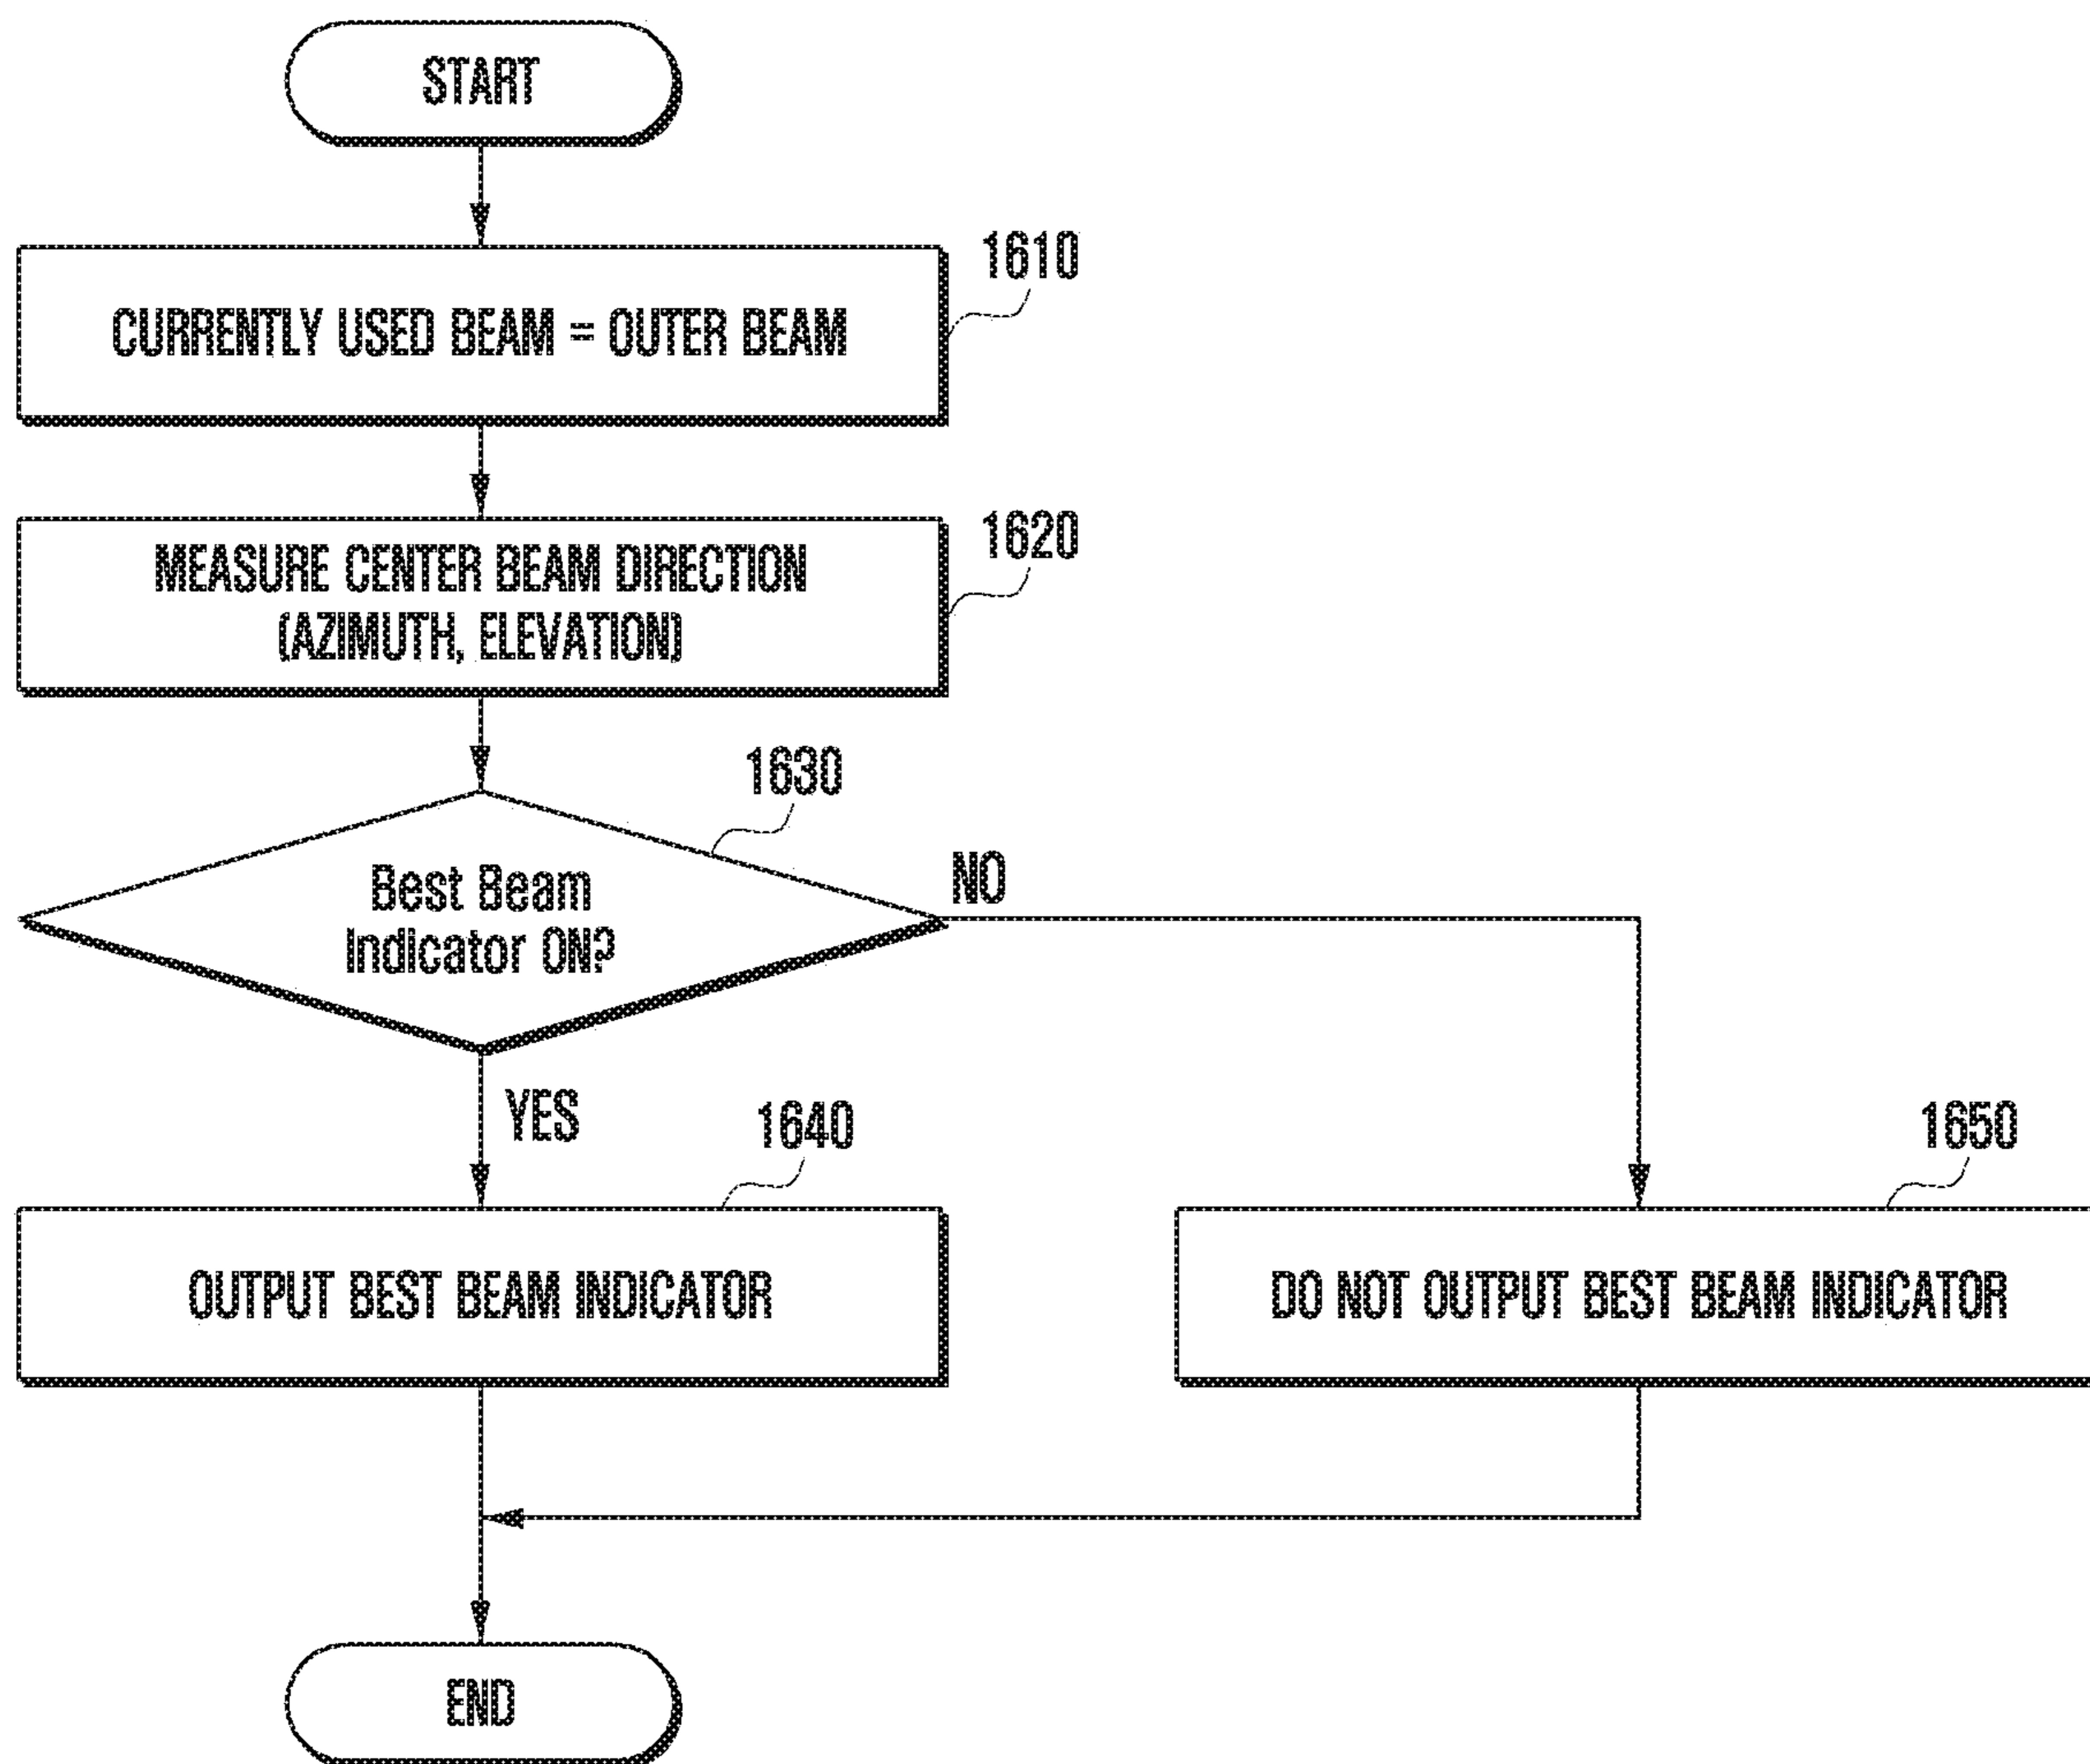 START
1610
CURRENTLY USED BEAM = OUTER BEAM
1620
MEASURE CENTER BEAM DIRECTION
(AZIMUTH, ELEVATION)
1630
NO
Best Beam
Indicator ON?
YES
1640
1650
OUTPUT BEST BEAM INDICATOR
DO NOT OUTPUT BEST BEAM INDICATOR
END